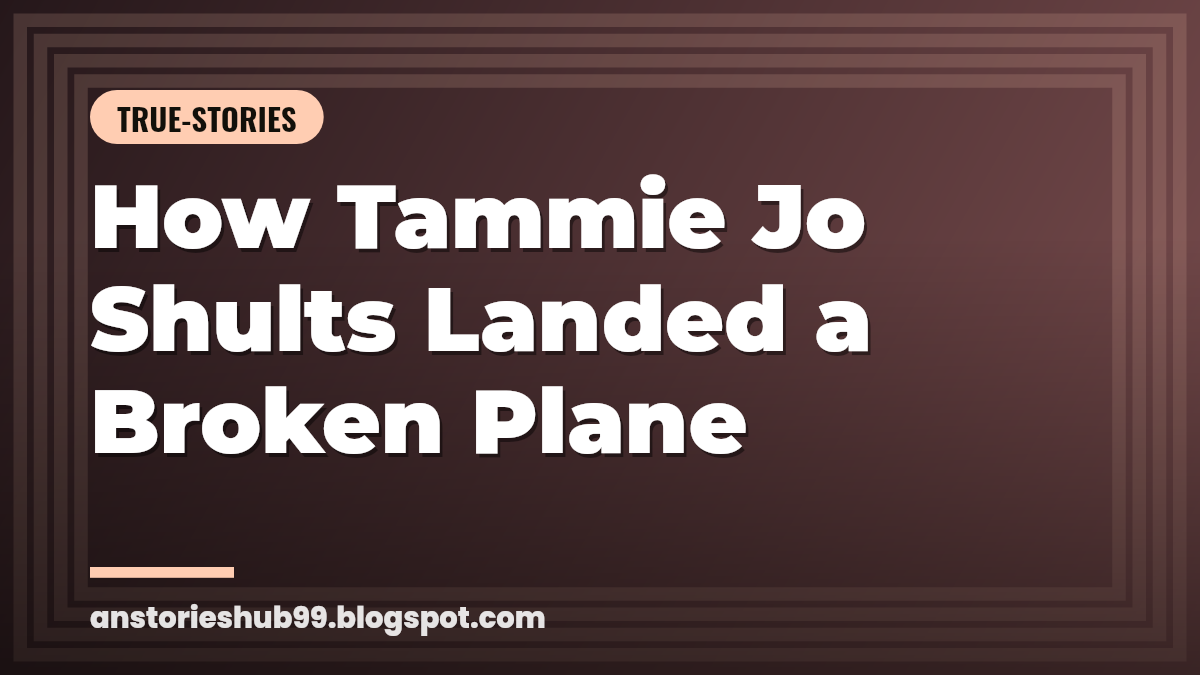 TRUE-STORIES
How Tammie Jo
Shults Landed a
Broken Plane
anstorieshub99.blogspot.com